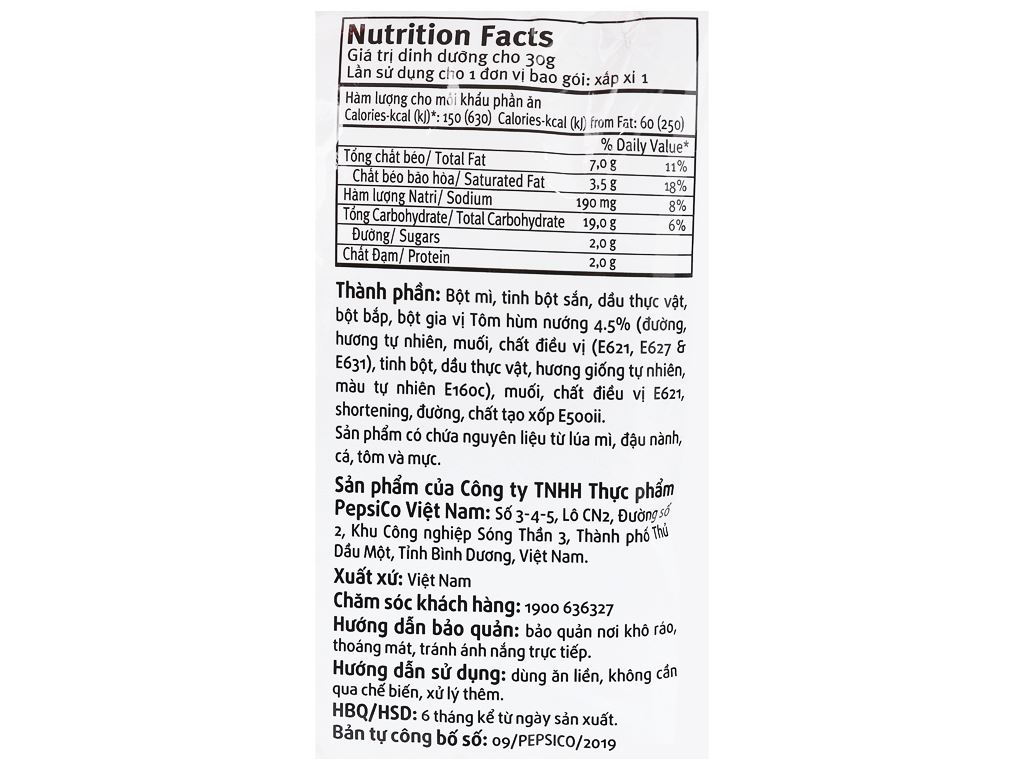 Nutrition Facts
Giá trị dinh dưỡng cho 30g
Lần sử dụng cho 1 đơn vị bao gói: xấp xỉ 1
Hàm lượng cho mỗi khẩu phần ăn
Calories-kcal (kJ)*: 150 (630) Calories-kcal (kJ) from Fat: 60 (250)
% Daily Value*
Tổng chất béo/ Total Fat 7,0 g 11%
Chất béo bão hòa/ Saturated Fat 3,5 g 18%
Hàm lượng Natri/ Sodium 190 mg 8%
Tổng Carbohydrate/ Total Carbohydrate 19,0 g 6%
Đường/ Sugars 2,0 g
Chất Đạm/ Protein 2,0 g
Thành phần: Bột mì, tinh bột sắn, dầu thực vật,
bột bắp, bột gia vị Tôm hùm nướng 4.5% (đường,
hương tự nhiên, muối, chất điều vị (E621, E627 &
E631), tinh bột, dầu thực vật, hương giống tự nhiên,
màu tự nhiên E160c), muối, chất điều vị E621,
shortening, đường, chất tạo xốp E500ii.
Sản phẩm có chứa nguyên liệu từ lúa mì, đậu nành,
cá, tôm và mực.
Sản phẩm của Công ty TNHH Thực phẩm
PepsiCo Việt Nam: Số 3-4-5, Lô CN2, Đường số
2, Khu Công nghiệp Sóng Thần 3, Thành phố Thủ
Dầu Một, Tỉnh Bình Dương, Việt Nam.
Xuất xứ: Việt Nam
Chăm sóc khách hàng: 1900 636327
Hướng dẫn bảo quản: bảo quản nơi khô ráo,
thoáng mát, tránh ánh nắng trực tiếp.
Hướng dẫn sử dụng: dùng ăn liền, không cần
qua chế biến, xử lý thêm.
HBQ/HSD: 6 tháng kể từ ngày sản xuất.
Bản tự công bố số: 09/PEPSICO/2019